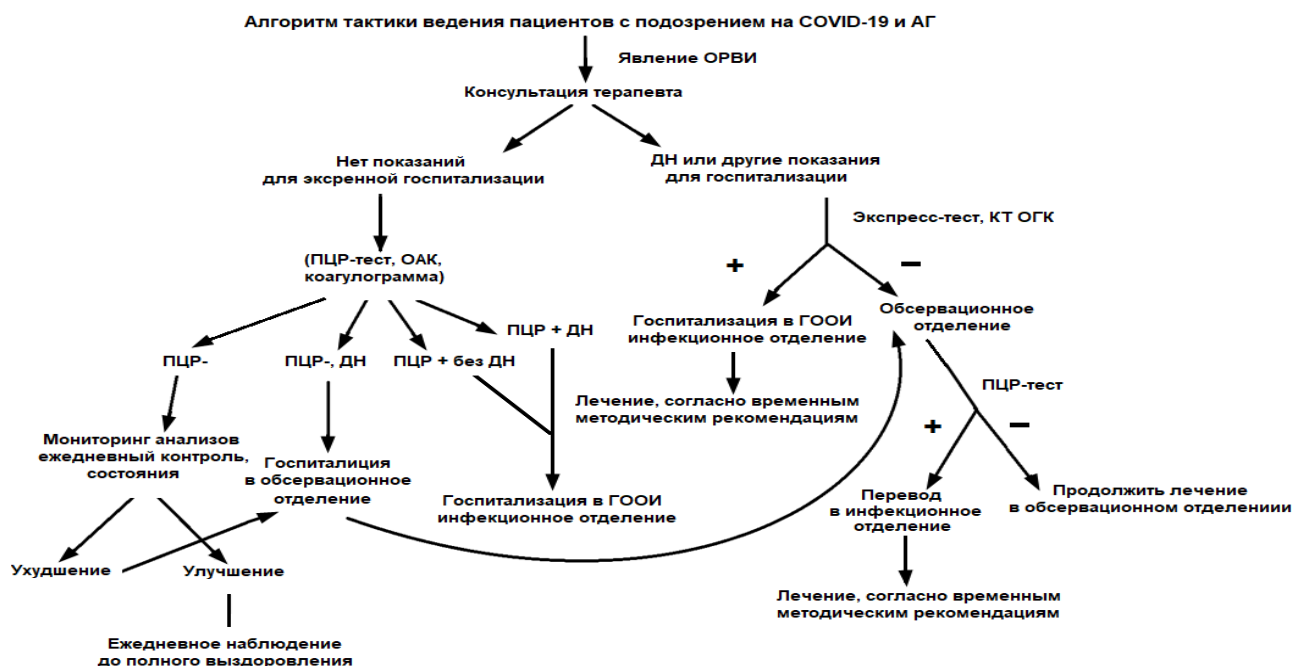 Алгоритм тактики ведения пациентов с подозрением на COVID-19 и АГ
Явление ОРВИ
Консультация терапевта
Нет показаний
для эксренной госпитализации
ДН или другие показания
для госпитализации
Экспресс-тест, КТ ОГК
(ПЦР-тест, ОАК,
коагулограмма)
+
−
ПЦР-
ПЦР-, ДН
ПЦР + без ДН
ПЦР + ДН
Госпитализация в ГООИ
инфекционное отделение
Обсервационное
отделение
Лечение, согласно временным
методическим рекомендациям
ПЦР-тест
+
−
Мониторинг анализов
ежедневный контроль,
состояния
Госпиталиция
в обсервационное
отделение
Госпитализация в ГООИ
инфекционное отделение
Перевод
в инфекционное
отделение
Продолжить лечение
в обсервационном отделениии
Ухудшение
Улучшение
Лечение, согласно временным
методическим рекомендациям
Ежедневное наблюдение
до полного выздоровления